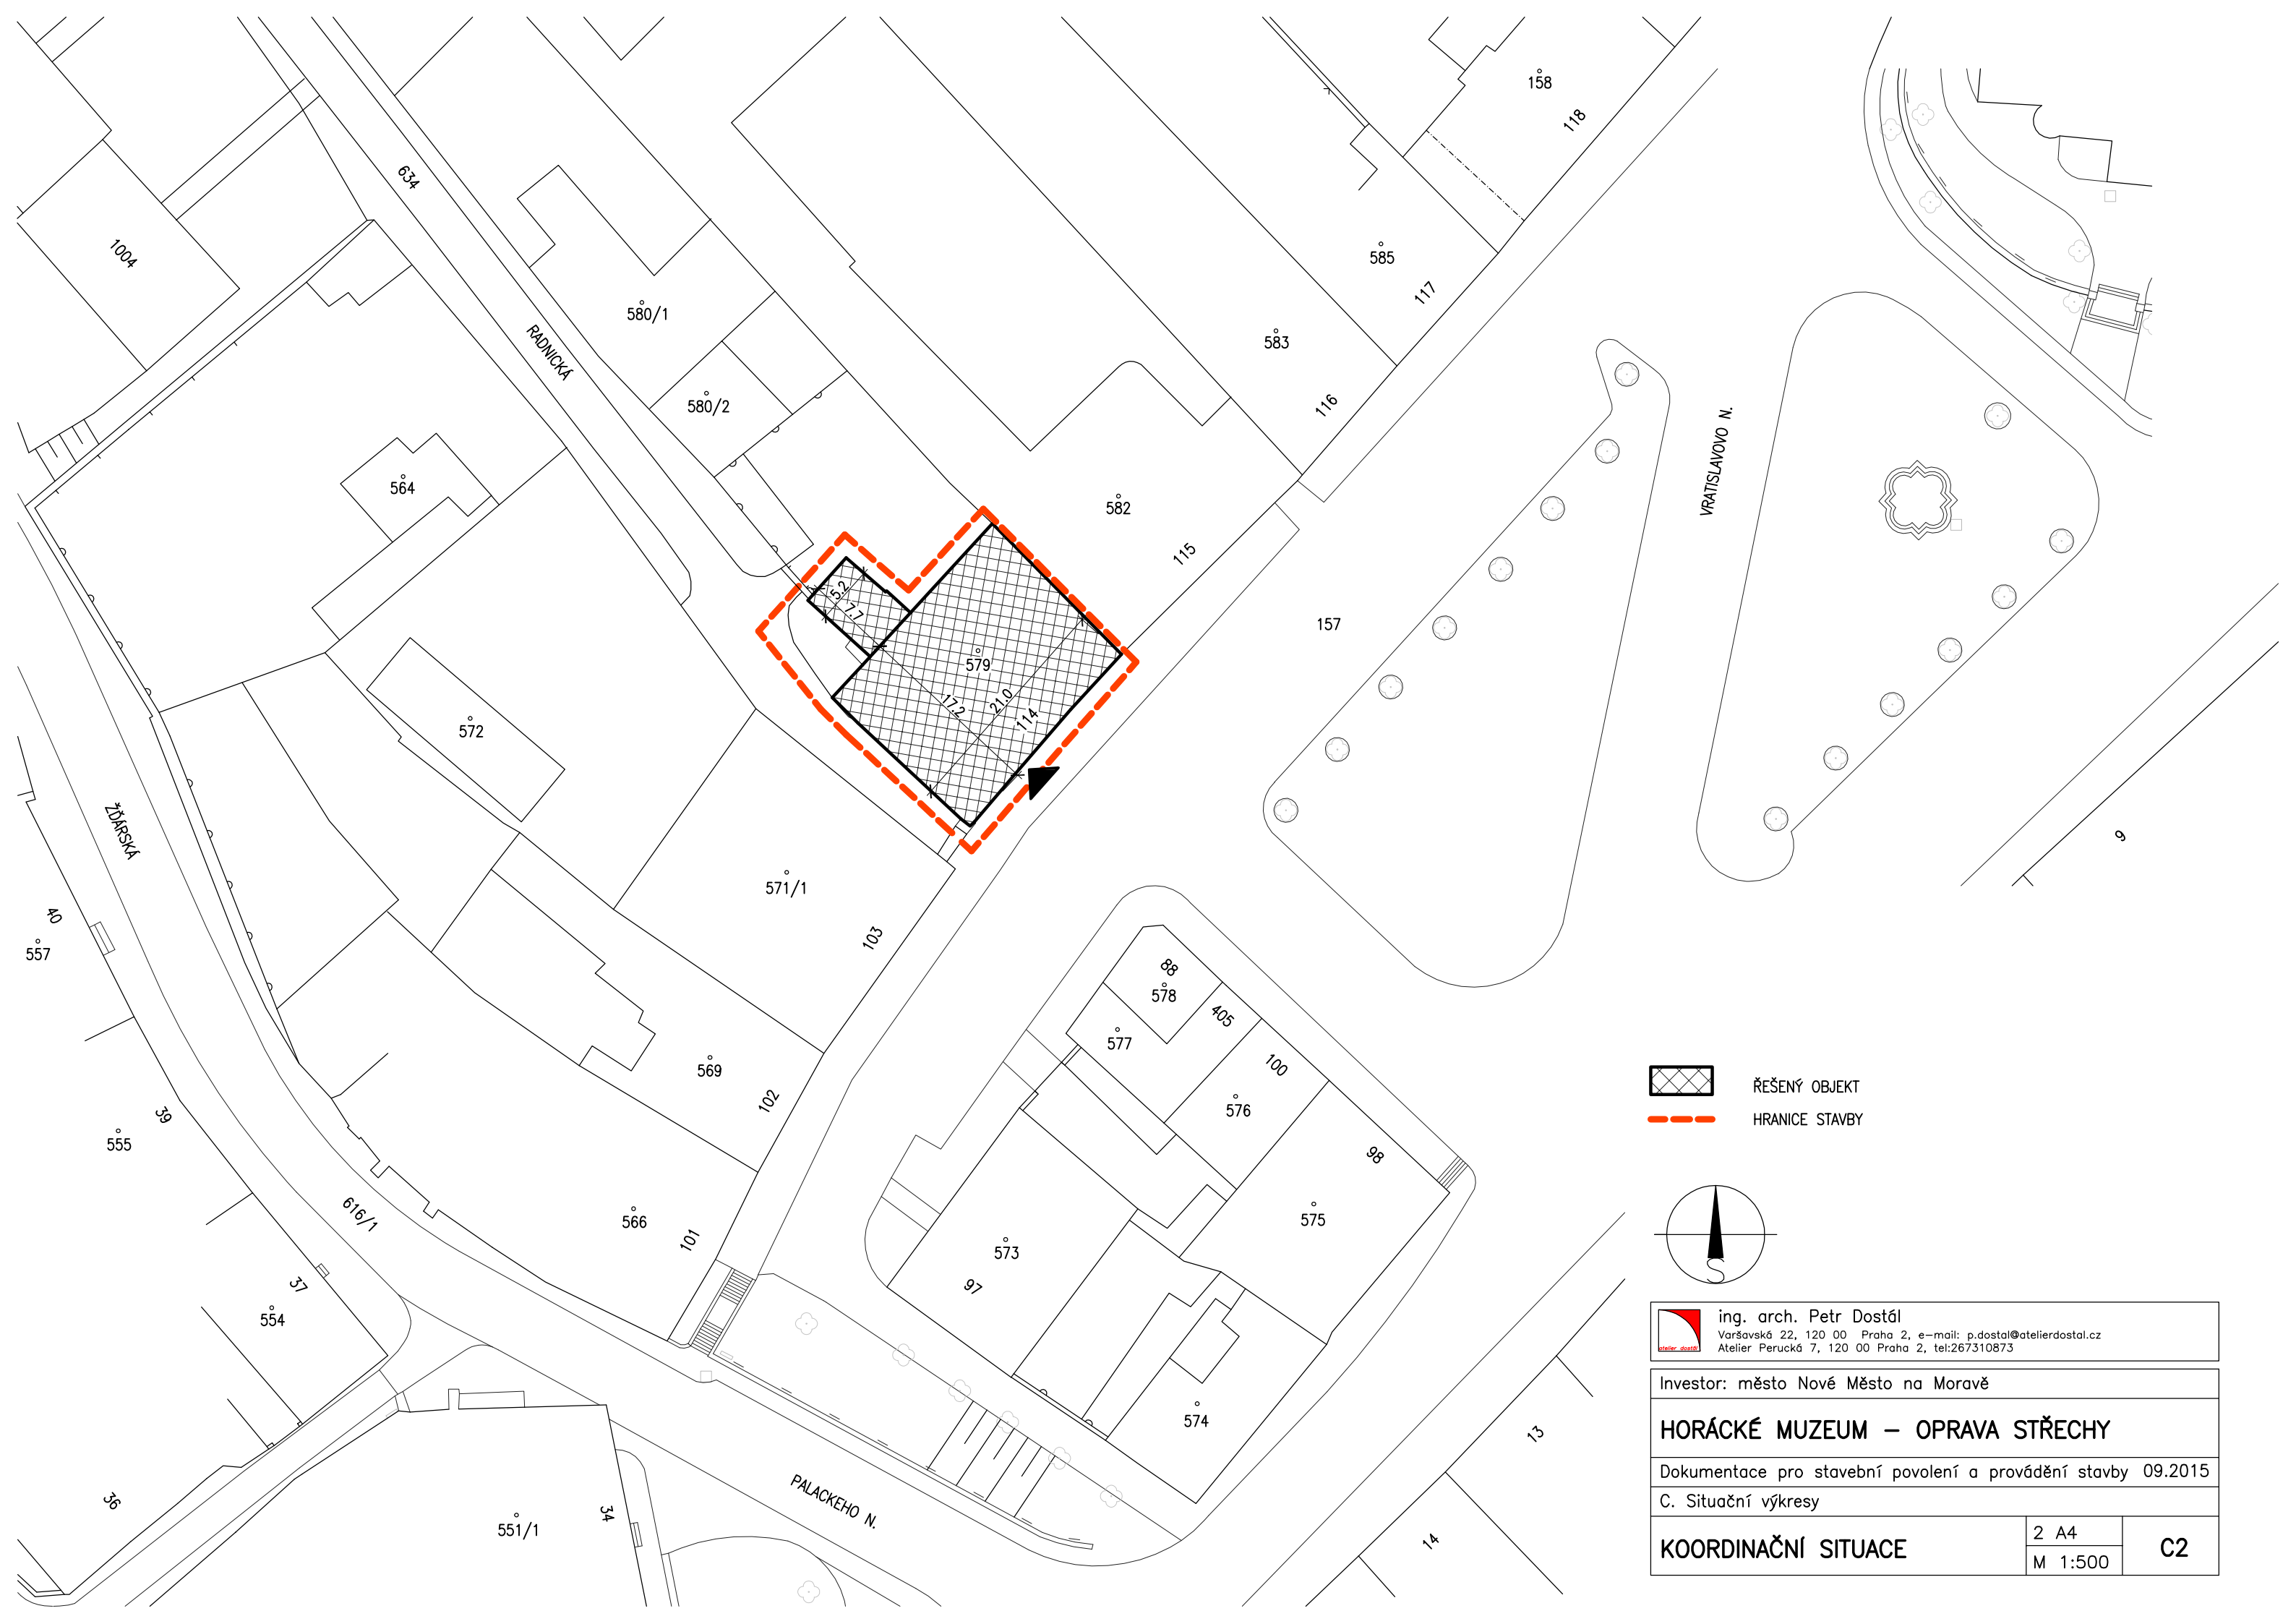 158
118
634
1004
585
117
580/1
RADNICKÁ
583
116
580/2
VRATISLAVOVO N.
564
582
115
5.2
7.7
157
579
572
17.2
21.0
114
ŽĎÁRSKÁ
9
571/1
40
557
103
88
578
405
577
100
569
576
102
39
555
98
616/1
566
101
575
573
97
37
554
574
13
36
PALACKEHO N.
34
551/1
14
ŘEŠENÝ OBJEKT
HRANICE STAVBY
S
atelier dostál
ing. arch. Petr Dostál
Varšavská 22, 120 00 Praha 2, e-mail: p.dostal@atelierdostal.cz
Atelier Perucká 7, 120 00 Praha 2, tel:267310873
Investor: město Nové Město na Moravě
HORÁCKÉ MUZEUM – OPRAVA STŘECHY
Dokumentace pro stavební povolení a provádění stavby 09.2015
C. Situační výkresy
KOORDINAČNÍ SITUACE
2 A4
M 1:500
C2